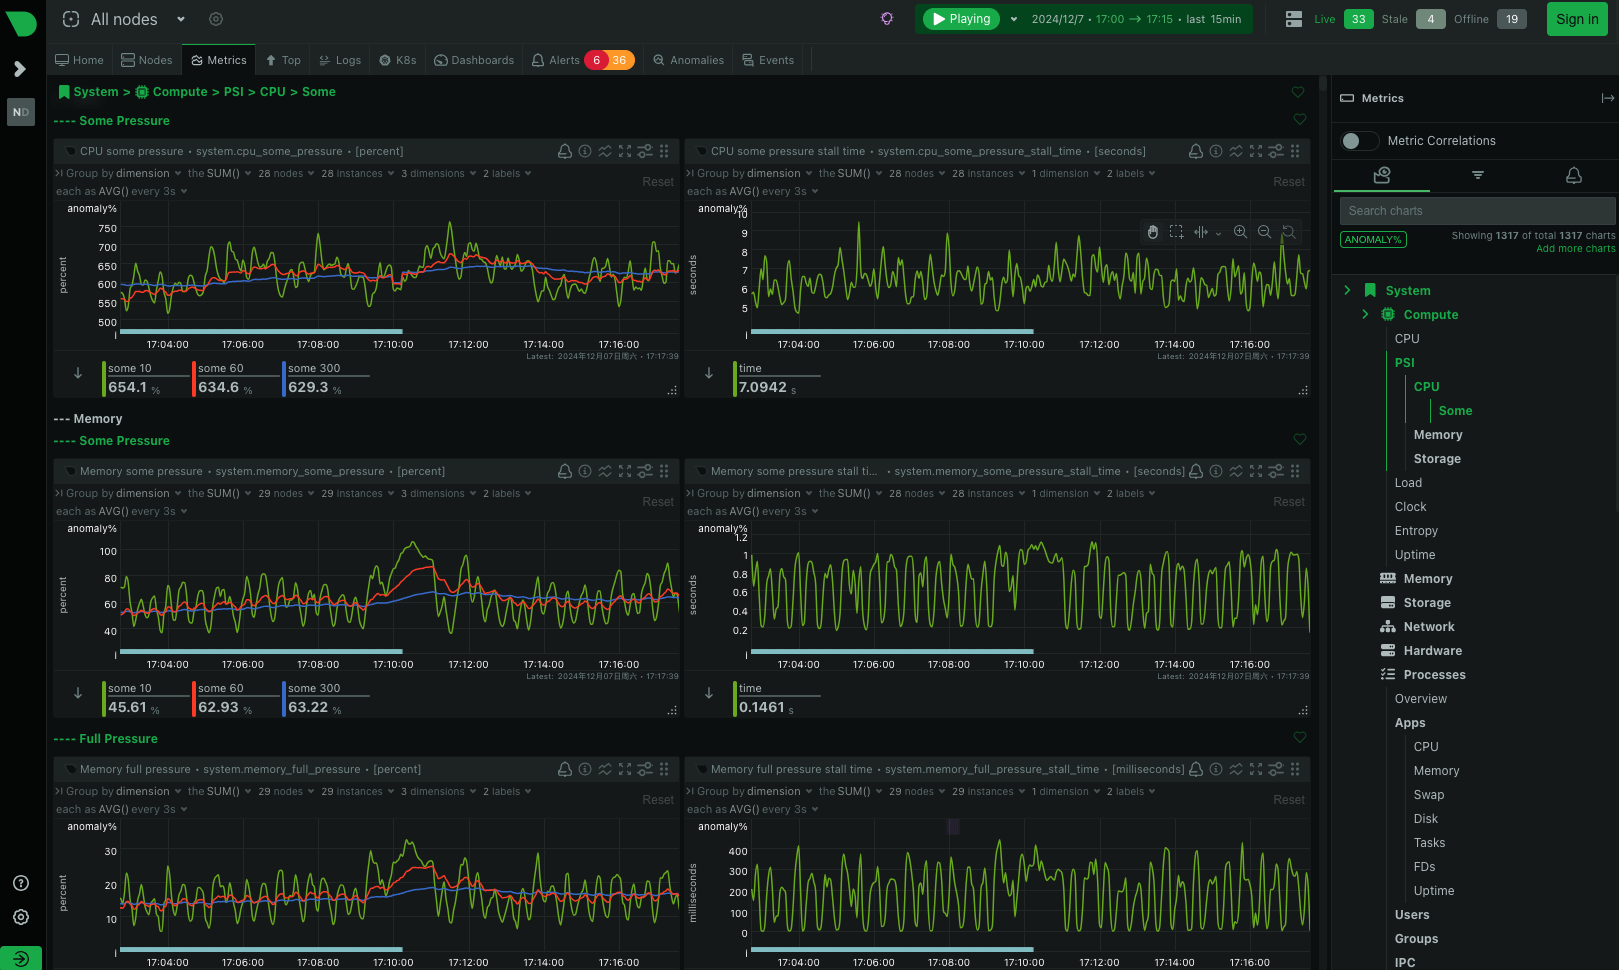 All nodes
Playing
2024/12/7 • 17:00 → 17:15 • last 15min
Live 33 Stale 4 Offline 19
Sign in
Home Nodes Metrics Top Logs K8s Dashboards Alerts 6 36 Anomalies Events
ND
System > Compute > PSI > CPU > Some
---- Some Pressure
CPU some pressure • system.cpu_some_pressure • [percent]
Group by dimension the SUM() 28 nodes 28 instances 3 dimensions 2 labels
each as AVG() every 3s
Reset
anomaly%
percent
750
700
650
600
550
500
17:04:00 17:06:00 17:08:00 17:10:00 17:12:00 17:14:00 17:16:00
Latest: 2024年12月07日周六 • 17:17:39
some 10 some 60 some 300
654.1 % 634.6 % 629.3 %
CPU some pressure stall time • system.cpu_some_pressure_stall_time • [seconds]
Group by dimension the SUM() 28 nodes 28 instances 1 dimension 2 labels
each as AVG() every 3s
Reset
anomaly%
seconds
10
9
8
7
6
5
17:04:00 17:06:00 17:08:00 17:10:00 17:12:00 17:14:00 17:16:00
Latest: 2024年12月07日周六 • 17:17:39
time
7.0942 s
--- Memory
---- Some Pressure
Memory some pressure • system.memory_some_pressure • [percent]
Group by dimension the SUM() 29 nodes 29 instances 3 dimensions 2 labels
each as AVG() every 3s
Reset
anomaly%
percent
100
80
60
40
17:04:00 17:06:00 17:08:00 17:10:00 17:12:00 17:14:00 17:16:00
Latest: 2024年12月07日周六 • 17:17:39
some 10 some 60 some 300
45.61 % 62.93 % 63.22 %
Memory some pressure stall ti... • system.memory_some_pressure_stall_time • [seconds]
Group by dimension the SUM() 28 nodes 28 instances 1 dimension 2 labels
each as AVG() every 3s
Reset
anomaly%
seconds
1.2
1
0.8
0.6
0.4
0.2
17:04:00 17:06:00 17:08:00 17:10:00 17:12:00 17:14:00 17:16:00
Latest: 2024年12月07日周六 • 17:17:39
time
0.1461 s
---- Full Pressure
Memory full pressure • system.memory_full_pressure • [percent]
Group by dimension the SUM() 29 nodes 29 instances 3 dimensions 2 labels
each as AVG() every 3s
Reset
anomaly%
percent
30
20
10
17:04:00 17:06:00 17:08:00 17:10:00 17:12:00 17:14:00 17:16:00
Memory full pressure stall time • system.memory_full_pressure_stall_time • [milliseconds]
Group by dimension the SUM() 29 nodes 29 instances 1 dimension 2 labels
each as AVG() every 3s
Reset
anomaly%
milliseconds
400
300
200
100
0
17:04:00 17:06:00 17:08:00 17:10:00 17:12:00 17:14:00 17:16:00
Metrics
Metric Correlations
Search charts
ANOMALY%
Showing 1317 of total 1317 charts
Add more charts
System
Compute
CPU
PSI
CPU
Some
Memory
Storage
Load
Clock
Entropy
Uptime
Memory
Storage
Network
Hardware
Processes
Overview
Apps
CPU
Memory
Swap
Disk
Tasks
FDs
Uptime
Users
Groups
IPC